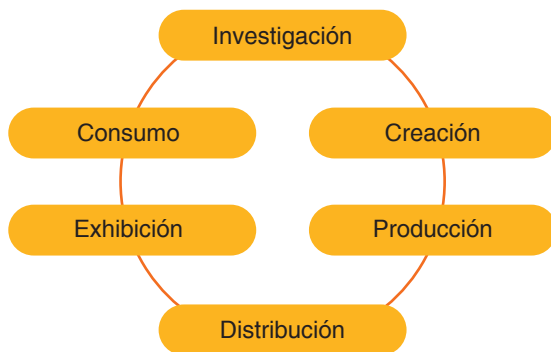 Investigación
Consumo
Creación
Exhibición
Producción
Distribución